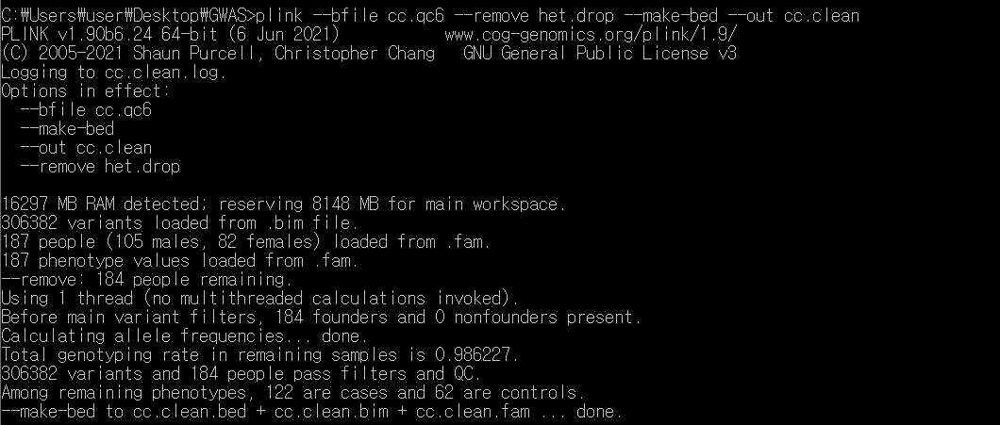 C:₩Users₩user₩Desktop₩GWAS>plink --bfile cc.qc6 --remove het.drop --make-bed --out cc.clean
PLINK v1.90b6.24 64-bit (6 Jun 2021)           www.cog-genomics.org/plink/1.9/
(C) 2005-2021 Shaun Purcell, Christopher Chang   GNU General Public License v3
Logging to cc.clean.log.
Options in effect:
  --bfile cc.qc6
  --make-bed
  --out cc.clean
  --remove het.drop

16297 MB RAM detected; reserving 8148 MB for main workspace.
306382 variants loaded from .bim file.
187 people (105 males, 82 females) loaded from .fam.
187 phenotype values loaded from .fam.
--remove: 184 people remaining.
Using 1 thread (no multithreaded calculations invoked).
Before main variant filters, 184 founders and 0 nonfounders present.
Calculating allele frequencies... done.
Total genotyping rate in remaining samples is 0.986227.
306382 variants and 184 people pass filters and QC.
Among remaining phenotypes, 122 are cases and 62 are controls.
--make-bed to cc.clean.bed + cc.clean.bim + cc.clean.fam ... done.